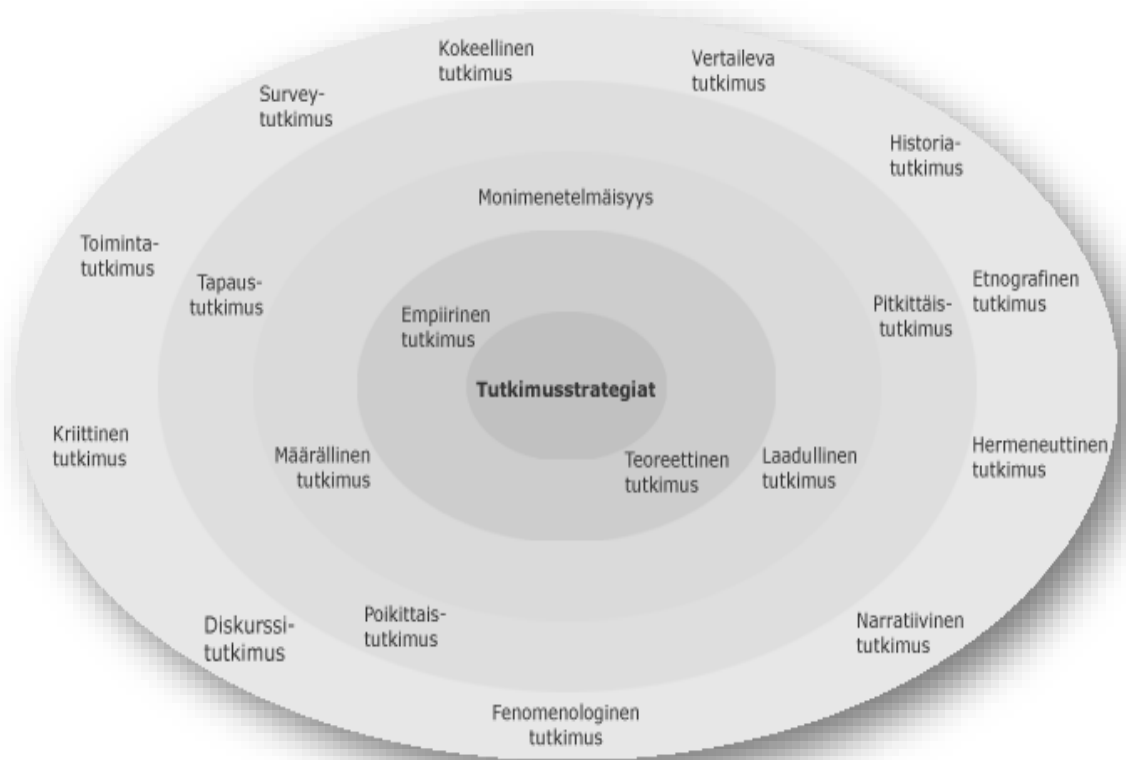 Kokeellinen
tutkimus
Vertaileva
tutkimus
Survey-
tutkimus
Historia-
tutkimus
Monimenetelmäisyys
Toiminta-
tutkimus
Tapaus-
tutkimus
Etnografinen
tutkimus
Pitkittäis-
tutkimus
Empiirinen
tutkimus
Tutkimusstrategiat
Kriittinen
tutkimus
Määrällinen
tutkimus
Teoreettinen
tutkimus
Laadullinen
tutkimus
Hermeneuttinen
tutkimus
Diskurssi-
tutkimus
Poikittais-
tutkimus
Narratiivinen
tutkimus
Fenomenologinen
tutkimus